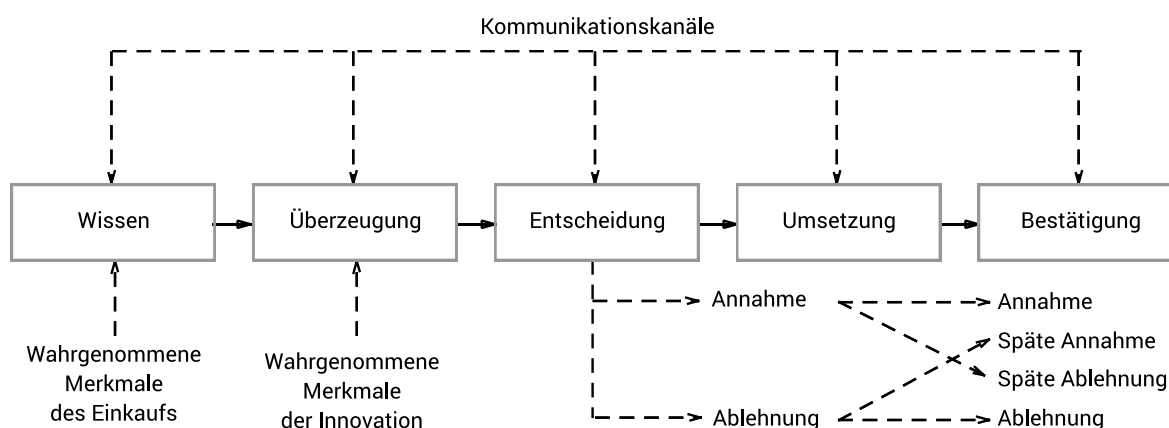 Kommunikationskanäle
Wissen
Überzeugung
Entscheidung
Umsetzung
Bestätigung
Wahrgenommene
Merkmale
des Einkaufs
Wahrgenommene
Merkmale
der Innovation
Annahme
Ablehnung
Annahme
Späte Annahme
Späte Ablehnung
Ablehnung